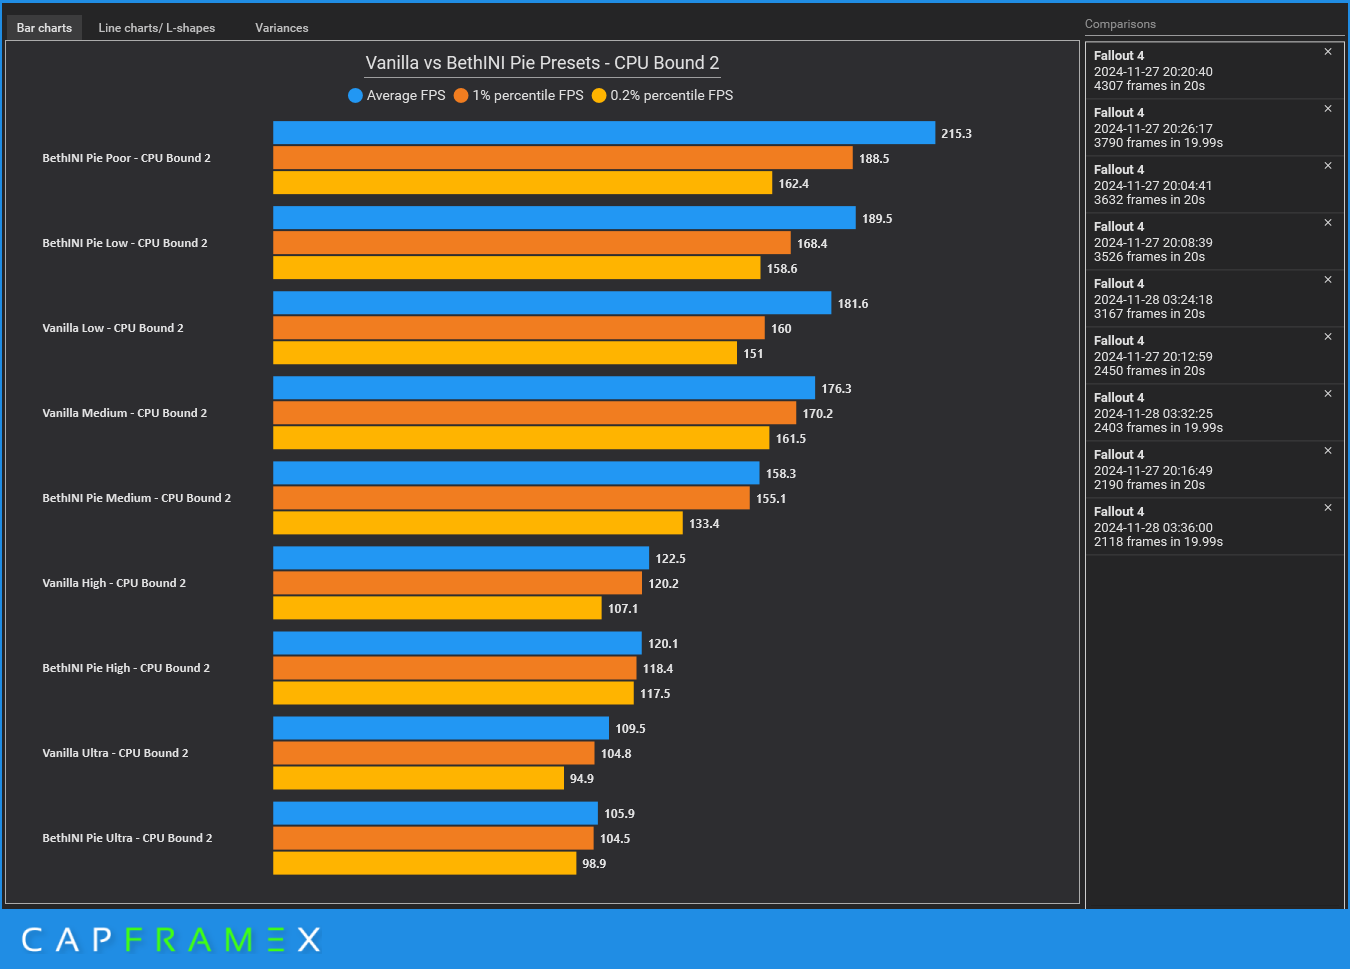 Bar charts Line charts/ L-shapes Variances
Vanilla vs BethINI Pie Presets - CPU Bound 2
Average FPS 1% percentile FPS 0.2% percentile FPS
215.3
BethINI Pie Poor - CPU Bound 2 188.5
162.4
189.5
BethINI Pie Low - CPU Bound 2 168.4
158.6
181.6
Vanilla Low - CPU Bound 2 160
151
176.3
Vanilla Medium - CPU Bound 2 170.2
161.5
158.3
BethINI Pie Medium - CPU Bound 2 155.1
133.4
122.5
Vanilla High - CPU Bound 2 120.2
107.1
120.1
BethINI Pie High - CPU Bound 2 118.4
117.5
109.5
Vanilla Ultra - CPU Bound 2 104.8
94.9
105.9
BethINI Pie Ultra - CPU Bound 2 104.5
98.9
Comparisons
Fallout 4
2024-11-27 20:20:40
4307 frames in 20s
Fallout 4
2024-11-27 20:26:17
3790 frames in 19.99s
Fallout 4
2024-11-27 20:04:41
3632 frames in 20s
Fallout 4
2024-11-27 20:08:39
3526 frames in 20s
Fallout 4
2024-11-28 03:24:18
3167 frames in 20s
Fallout 4
2024-11-27 20:12:59
2450 frames in 20s
Fallout 4
2024-11-28 03:32:25
2403 frames in 19.99s
Fallout 4
2024-11-27 20:16:49
2190 frames in 20s
Fallout 4
2024-11-28 03:36:00
2118 frames in 19.99s
CAPFRAMEX